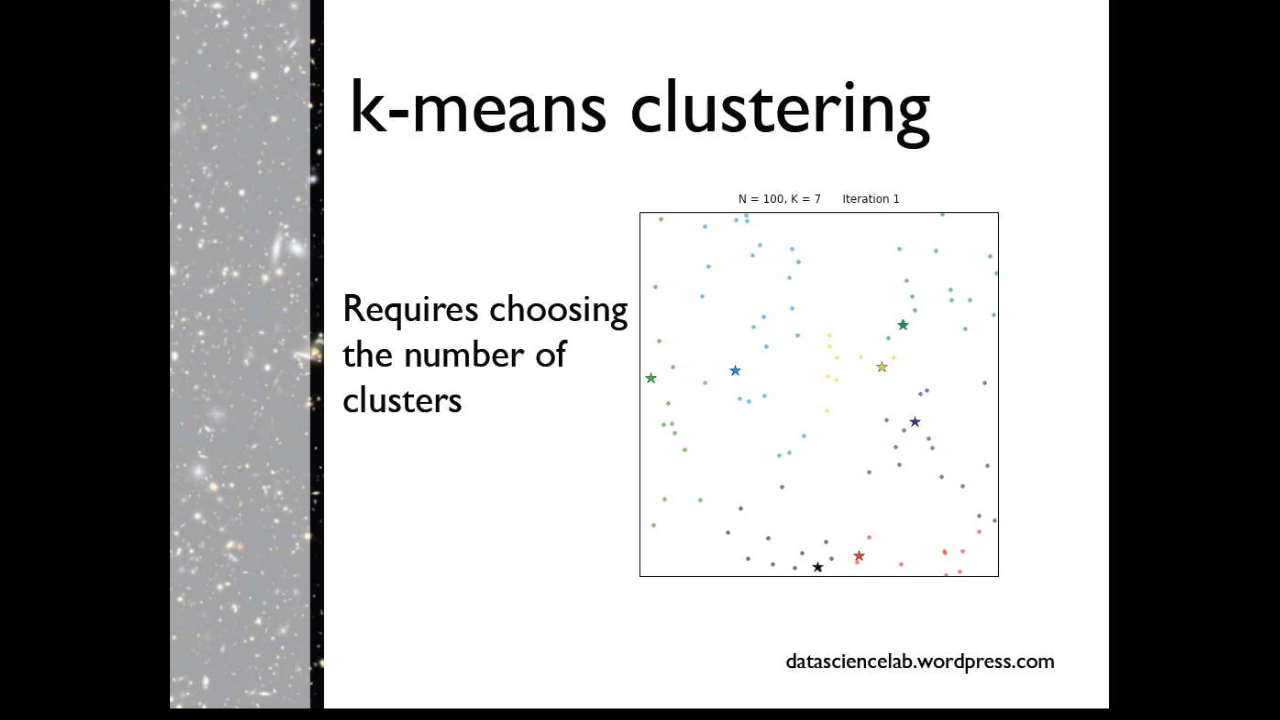 k-means clustering
N = 100, K = 7 Iteration 1
Requires choosing
the number of
clusters
datasciencelab.wordpress.com